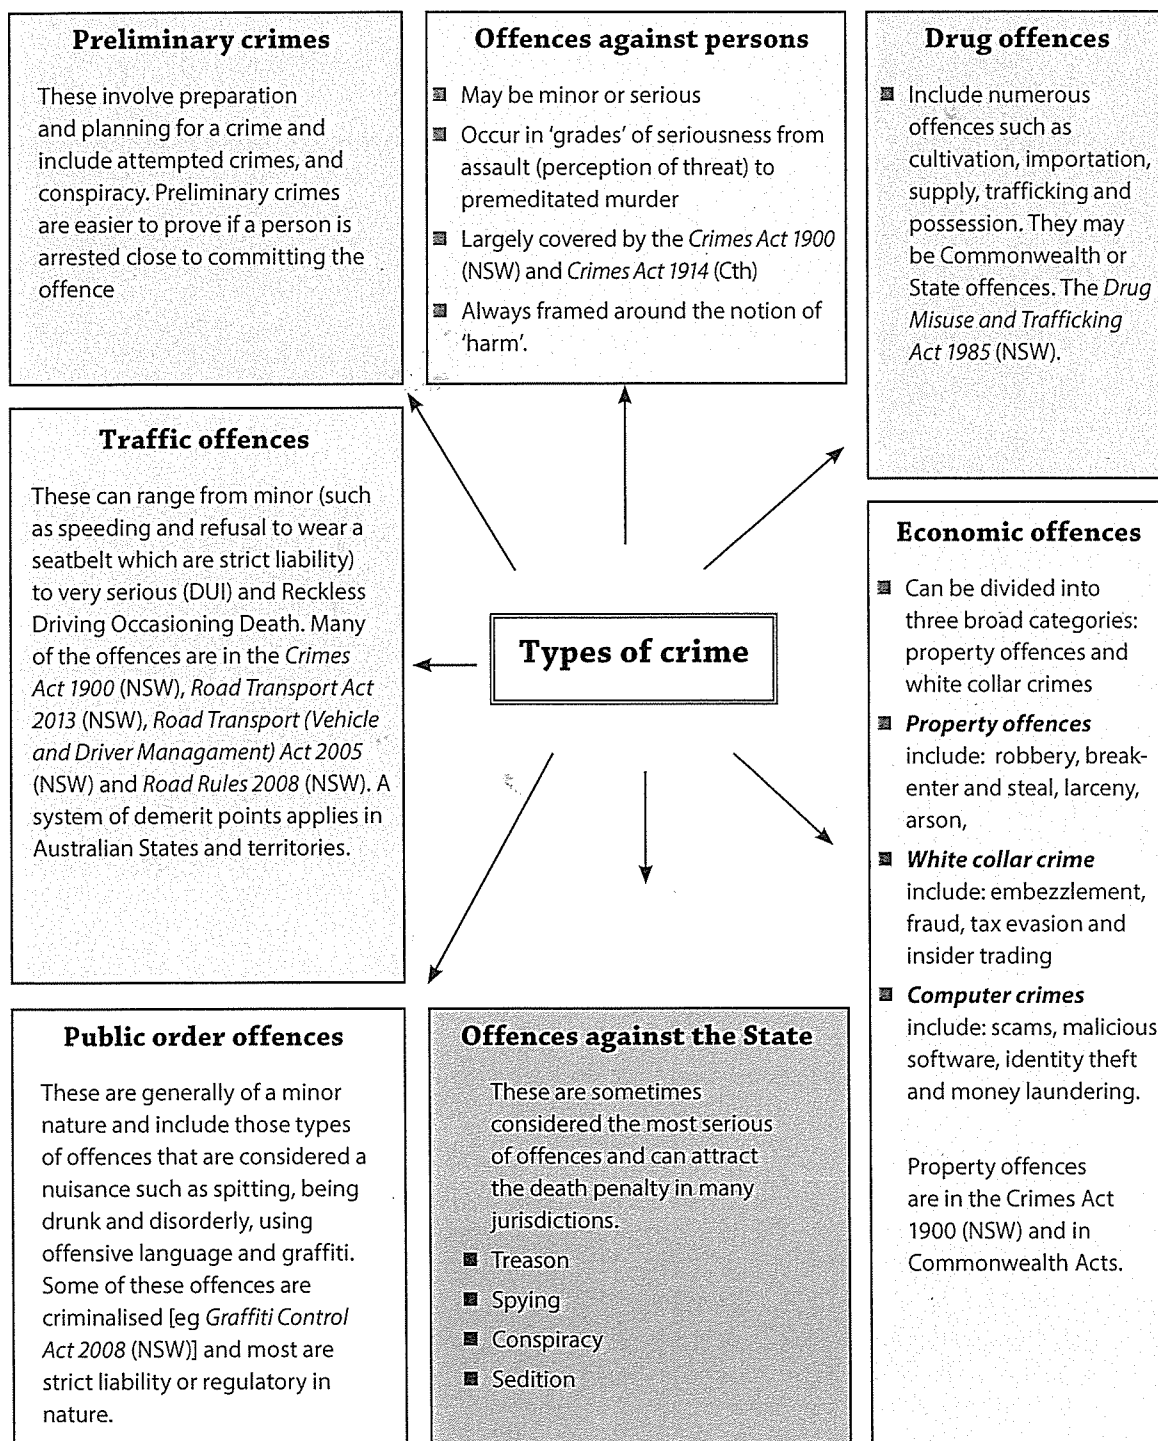 Preliminary crimes
These involve preparation
and planning for a crime and
include attempted crimes, and
conspiracy. Preliminary crimes
are easier to prove if a person is
arrested close to committing the
offence
Offences against persons
■ May be minor or serious
■ Occur in 'grades' of seriousness from
assault (perception of threat) to
premeditated murder
■ Largely covered by the Crimes Act 1900
(NSW) and Crimes Act 1914 (Cth)
■ Always framed around the notion of
'harm'.
Drug offences
■ Include numerous
offences such as
cultivation, importation,
supply, trafficking and
possession. They may
be Commonwealth or
State offences. The Drug
Misuse and Trafficking
Act 1985 (NSW).
Traffic offences
These can range from minor (such
as speeding and refusal to wear a
seatbelt which are strict liability)
to very serious (DUI) and Reckless
Driving Occasioning Death. Many
of the offences are in the Crimes
Act 1900 (NSW), Road Transport Act
2013 (NSW), Road Transport (Vehicle
and Driver Managament) Act 2005
(NSW) and Road Rules 2008 (NSW). A
system of demerit points applies in
Australian States and territories.
Types of crime
Economic offences
■ Can be divided into
three broad categories:
property offences and
white collar crimes
■ Property offences
include: robbery, break-
enter and steal, larceny,
arson,
■ White collar crime
include: embezzlement,
fraud, tax evasion and
insider trading
■ Computer crimes
include: scams, malicious
software, identity theft
and money laundering.
Property offences
are in the Crimes Act
1900 (NSW) and in
Commonwealth Acts.
Public order offences
These are generally of a minor
nature and include those types
of offences that are considered a
nuisance such as spitting, being
drunk and disorderly, using
offensive language and graffiti.
Some of these offences are
criminalised [eg Graffiti Control
Act 2008 (NSW)] and most are
strict liability or regulatory in
nature.
Offences against the State
These are sometimes
considered the most serious
of offences and can attract
the death penalty in many
jurisdictions.
■ Treason
■ Spying
■ Conspiracy
■ Sedition